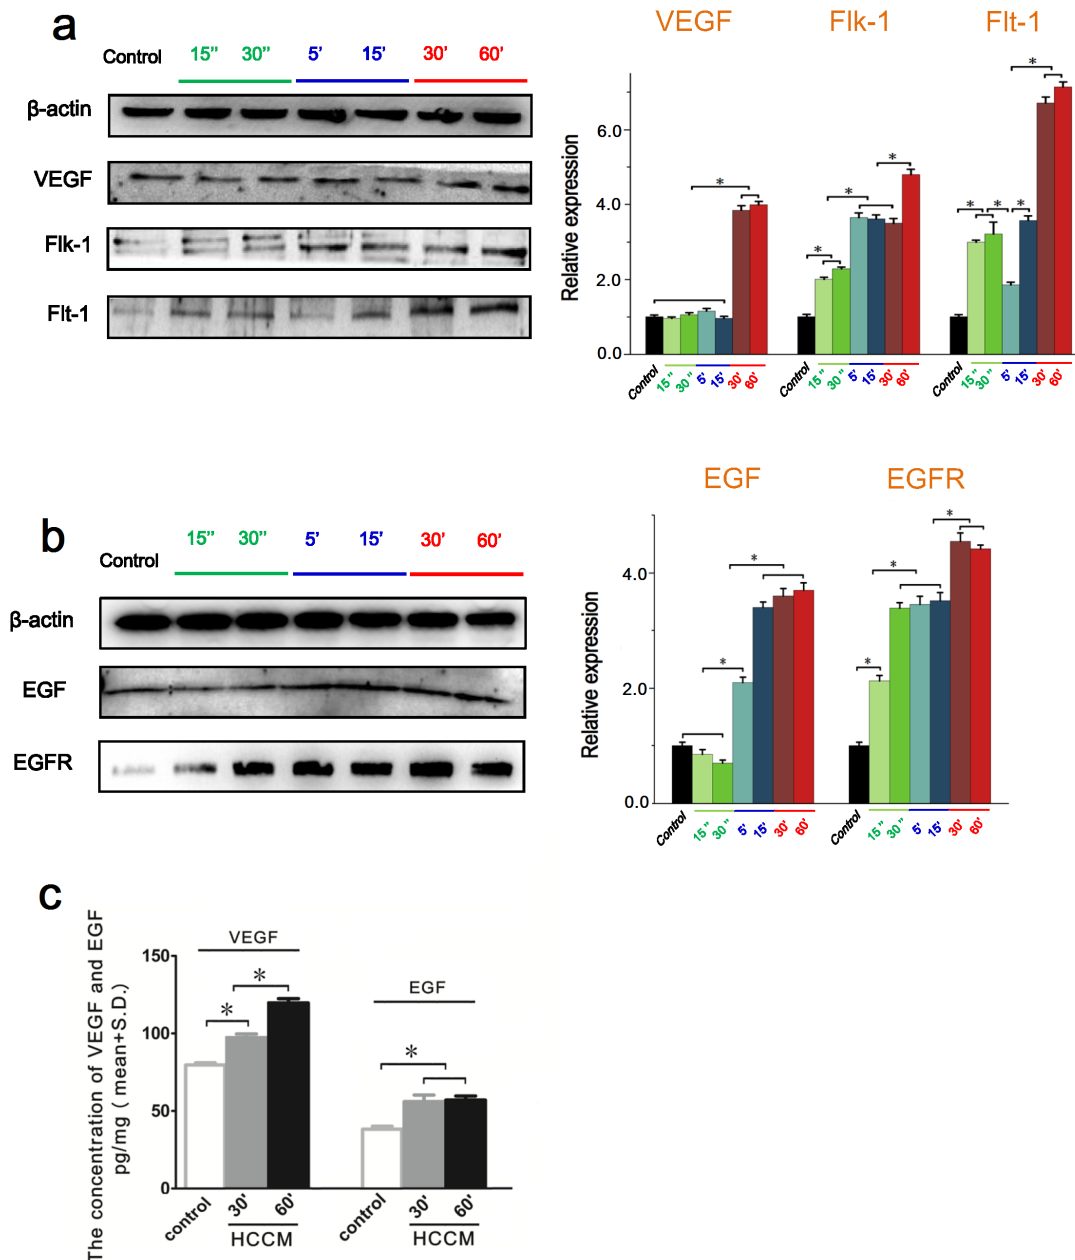 a
Control 15” 30” 5’ 15’ 30’ 60’
β-actin
VEGF
Flk-1
Flt-1
VEGF Flk-1 Flt-1
Relative expression
6.0
4.0
2.0
0.0
* * * * * * * * *
Control 15” 30” 5’ 15’ 30’ 60’ Control 15” 30” 5’ 15’ 30’ 60’ Control 15” 30” 5’ 15’ 30’ 60’
b
Control 15” 30” 5’ 15’ 30’ 60’
β-actin
EGF
EGFR
EGF EGFR
Relative expression
4.0
2.0
0.0
* * * * *
Control 15” 30” 5’ 15’ 30’ 60’ Control 15” 30” 5’ 15’ 30’ 60’
c
The concentration of VEGF and EGF
pg/mg ( mean+S.D.)
150
100
50
0
VEGF
* *
EGF
*
control 30’ 60’ control 30’ 60’
HCCM HCCM